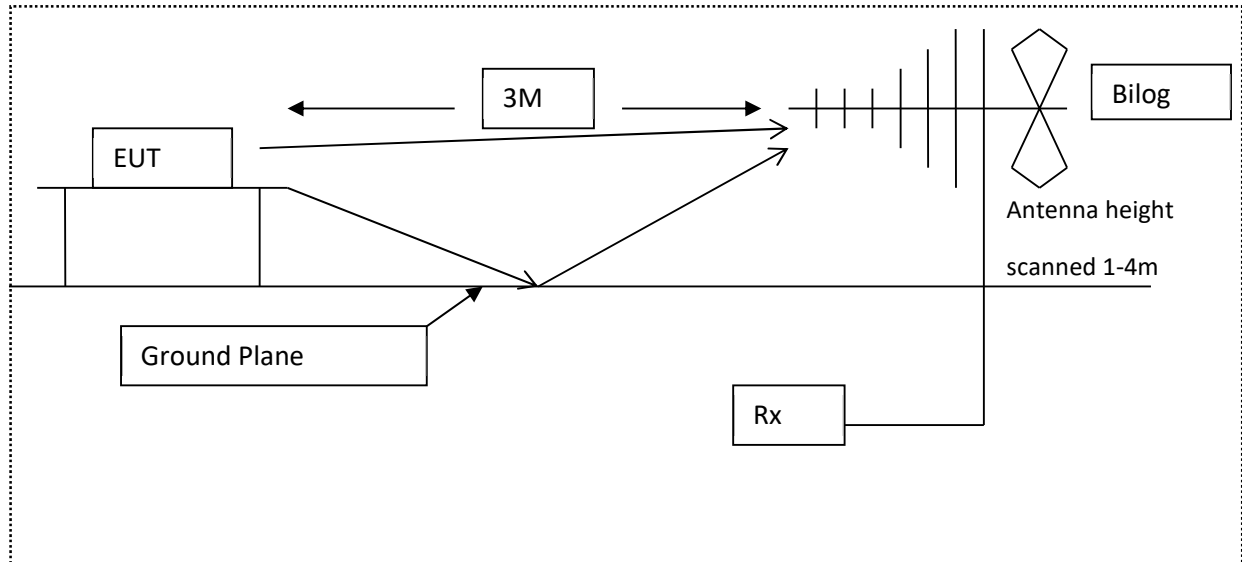 3M
Bilog
EUT
Antenna height
scanned 1-4m
Ground Plane
Rx